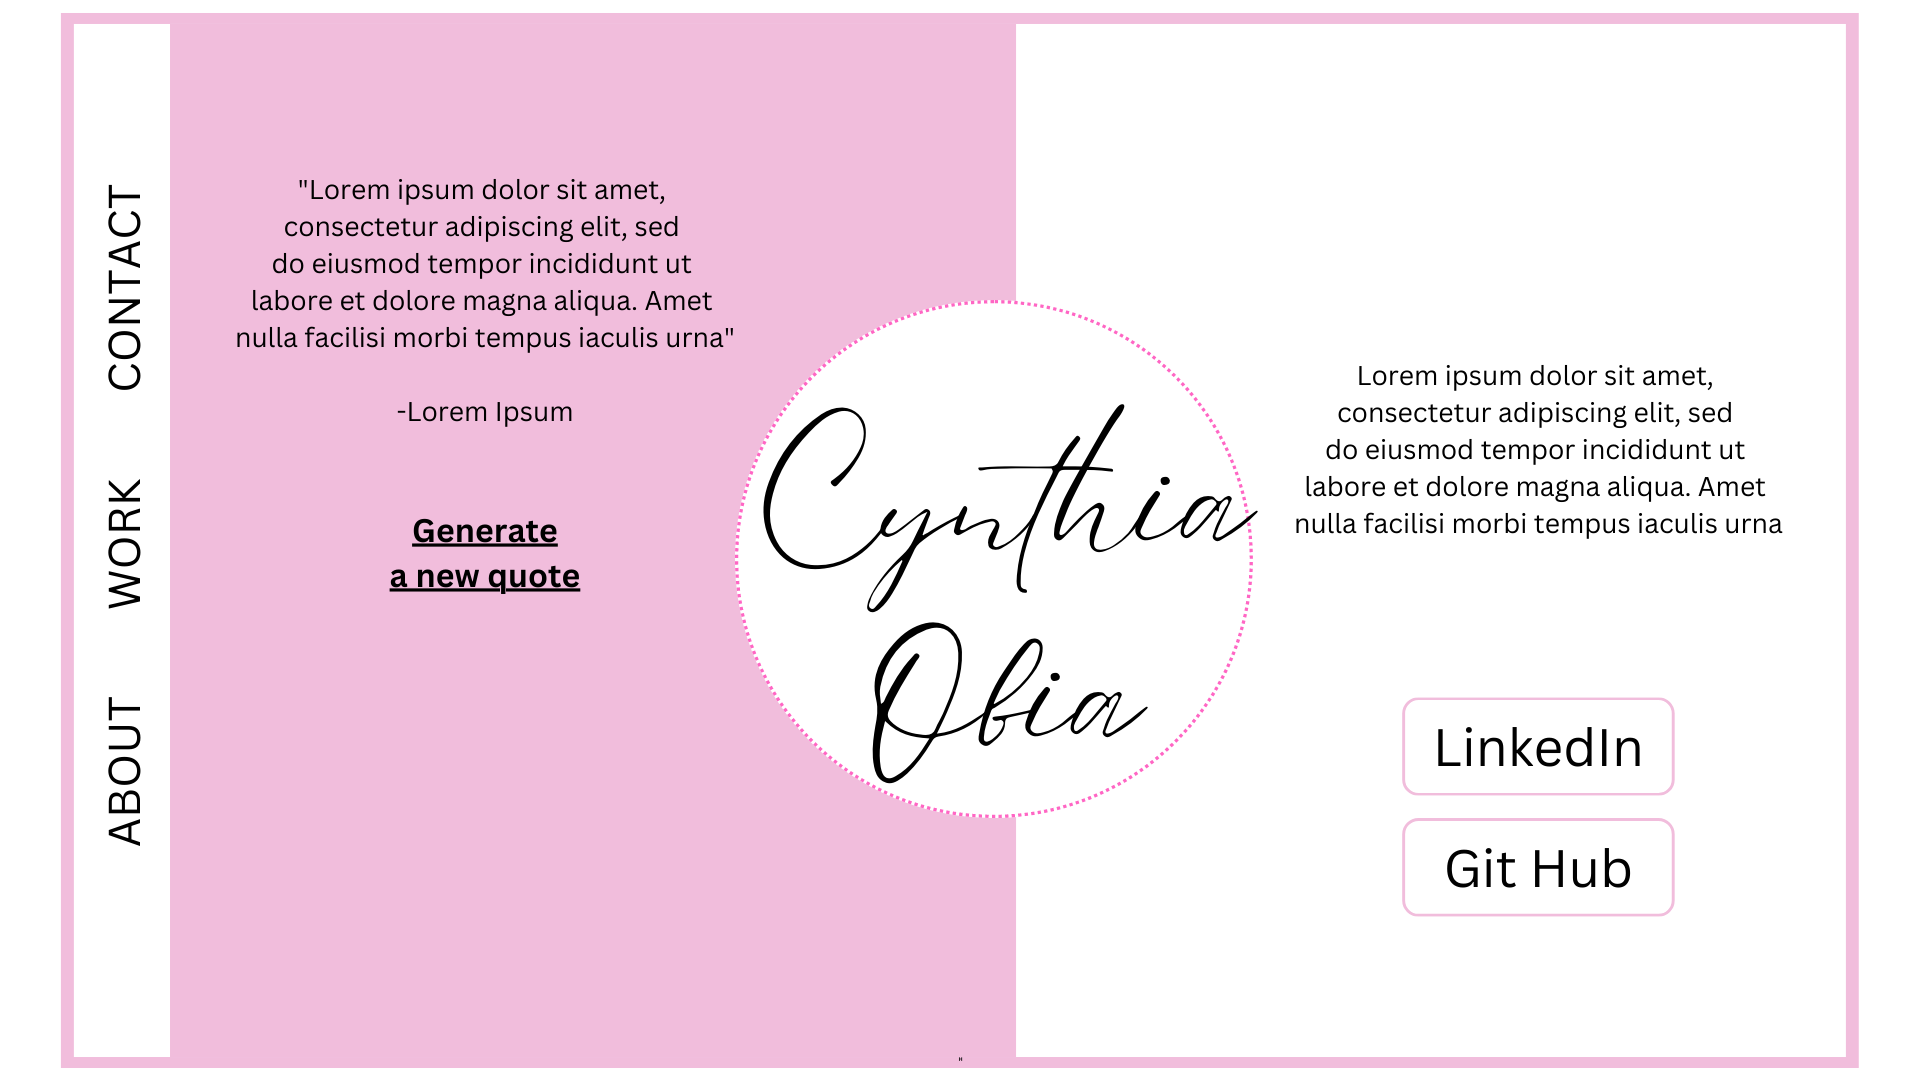 CONTACT
WORK
ABOUT
"Lorem ipsum dolor sit amet,
consectetur adipiscing elit, sed
do eiusmod tempor incididunt ut
labore et dolore magna aliqua. Amet
nulla facilisi morbi tempus iaculis urna"
-Lorem Ipsum
Generate
a new quote
Cynthia
Obia
Lorem ipsum dolor sit amet,
consectetur adipiscing elit, sed
do eiusmod tempor incididunt ut
labore et dolore magna aliqua. Amet
nulla facilisi morbi tempus iaculis urna
LinkedIn
Git Hub
"